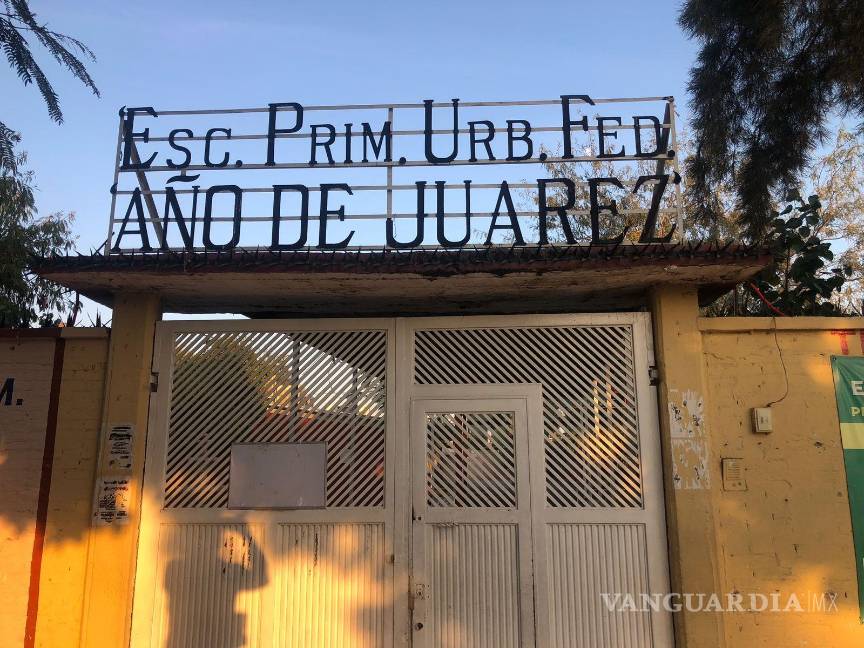 Esc. Prim. Urb. Fed
Año de Juarez
M.
T
E
P
VANGUARDIA|MX